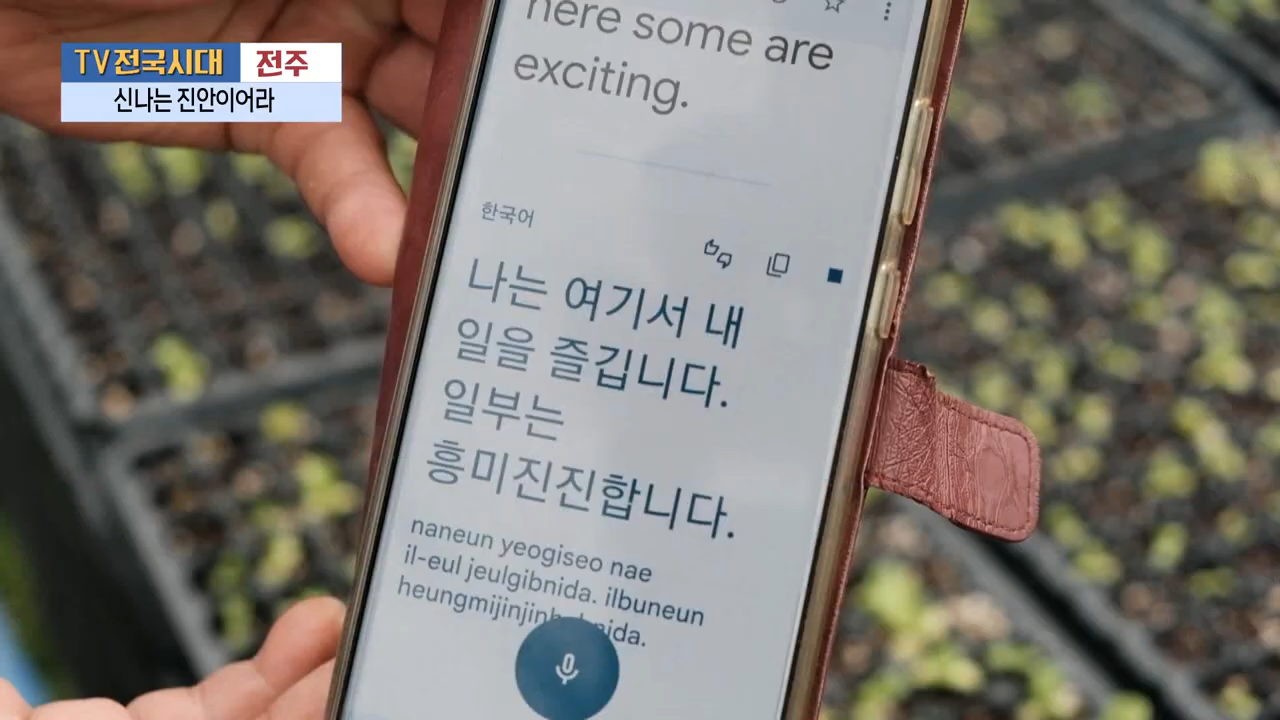 TV전국시대 전주
신나는 진안이어라
here some are
exciting.
한국어
나는 여기서 내
일을 즐깁니다.
일부는
흥미진진합니다.
naneun yeogiseo nae
il-eul jeulgibnida. ilbuneun